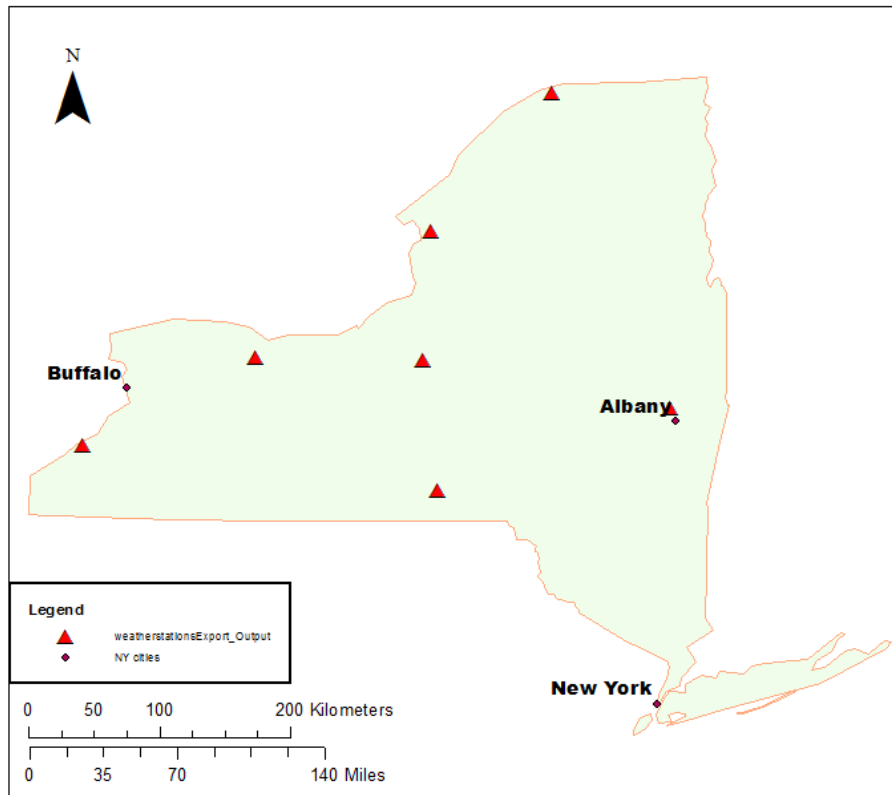 N
Buffalo
Albany
New York
Legend
weatherstationsExport_Output
NY cities
0 50 100 200 Kilometers
0 35 70 140 Miles